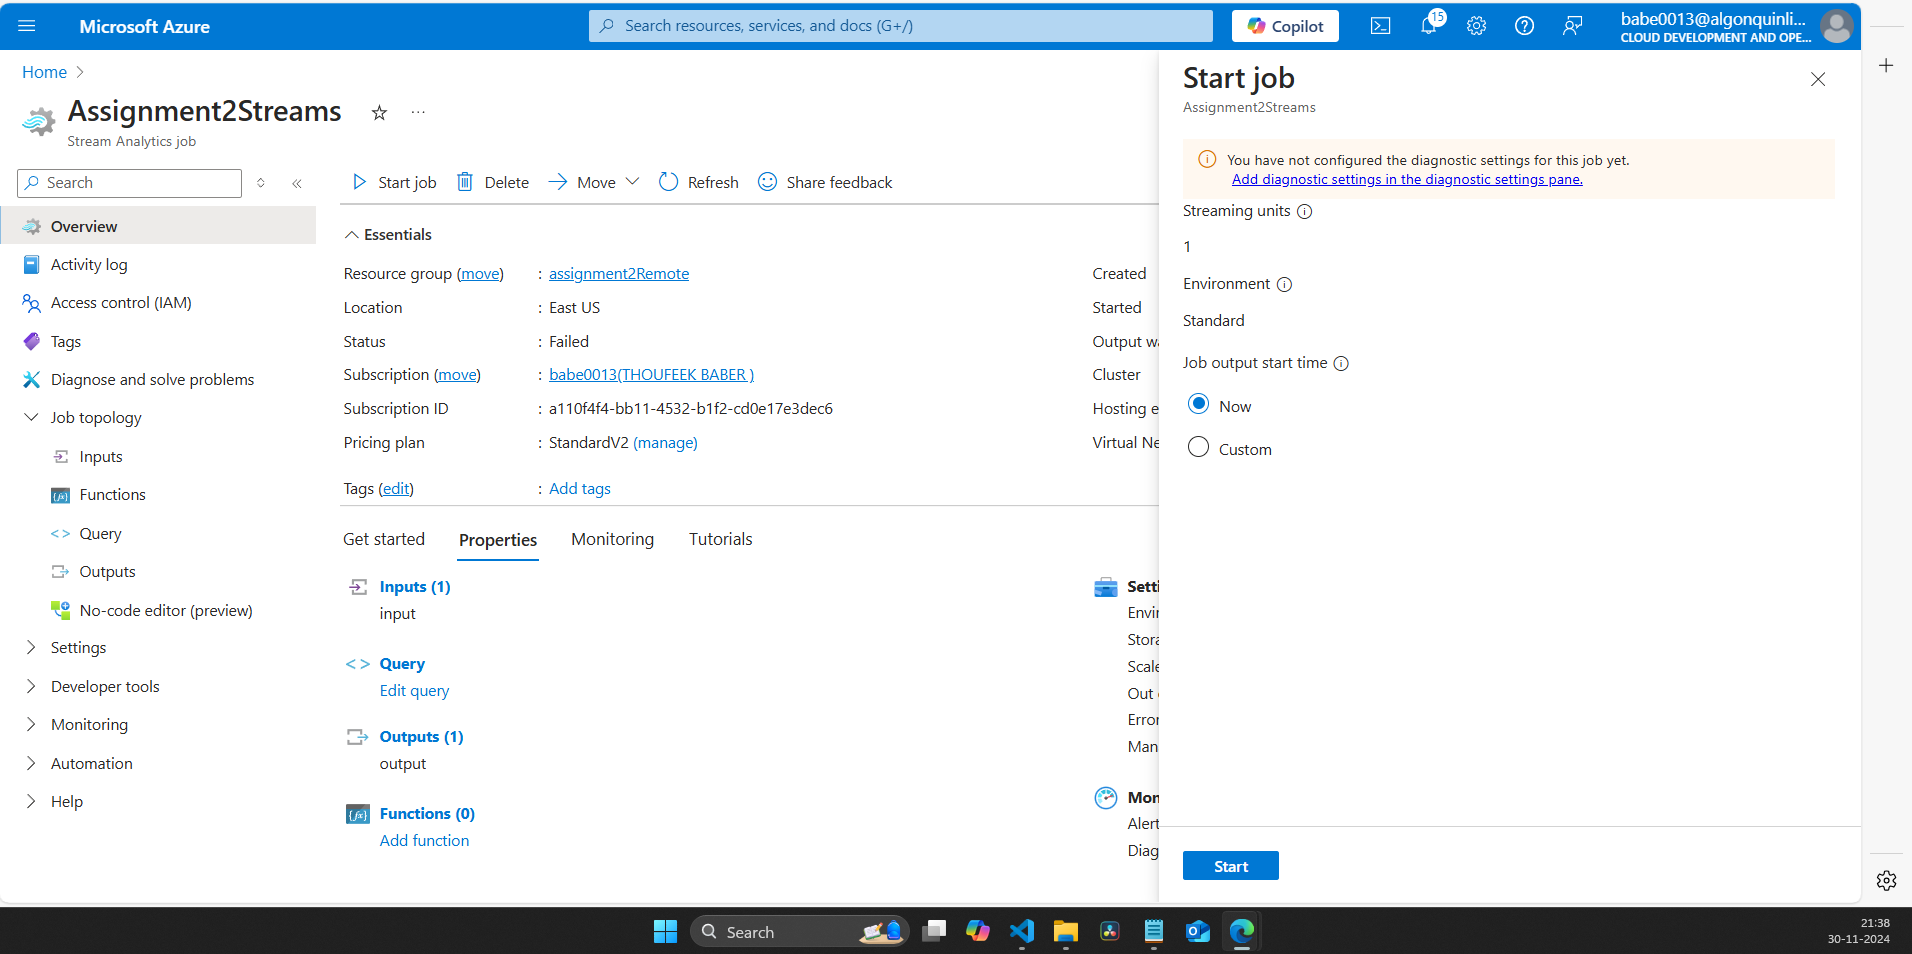 Microsoft Azure
Search resources, services, and docs (G+/)
Copilot
15
babe0013@algonquinli...
CLOUD DEVELOPMENT AND OPE...
Home
Assignment2Streams
Stream Analytics job
Search
Start job
Delete
Move
Refresh
Share feedback
Overview
Activity log
Access control (IAM)
Tags
Diagnose and solve problems
Job topology
Inputs
Functions
Query
Outputs
No-code editor (preview)
Settings
Developer tools
Monitoring
Automation
Help
Essentials
Resource group (move) : assignment2Remote
Location : East US
Status : Failed
Subscription (move) : babe0013(THOUFEEK BABER )
Subscription ID : a110f4f4-bb11-4532-b1f2-cd0e17e3dec6
Pricing plan : StandardV2 (manage)
Tags (edit) : Add tags
Created
Started
Output wa
Cluster
Hosting e
Virtual Ne
Get started
Properties
Monitoring
Tutorials
Inputs (1)
input
Query
Edit query
Outputs (1)
output
Functions (0)
Add function
Setti
Envir
Stora
Scale
Out
Error
Man
Mon
Alert
Diag
Start job
Assignment2Streams
You have not configured the diagnostic settings for this job yet.
Add diagnostic settings in the diagnostic settings pane.
Streaming units
1
Environment
Standard
Job output start time
Now
Custom
Start
Search
21:38
30-11-2024